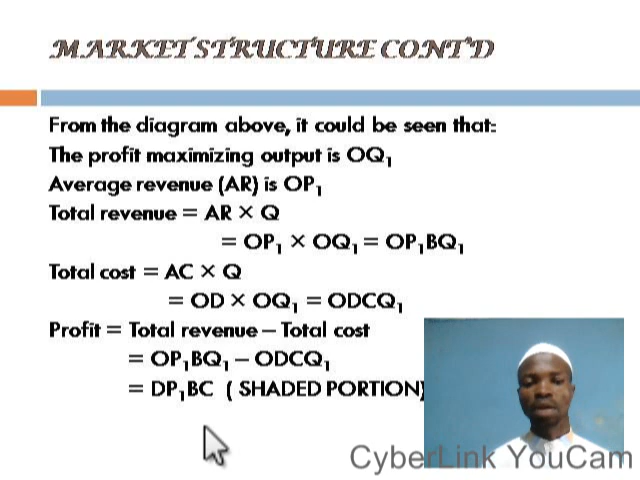 MARKET STRUCTURE CONT'D
From the diagram above, it could be seen that:
The profit maximizing output is OQ₁
Average revenue (AR) is OP₁
Total revenue = AR × Q
= OP₁ × OQ₁ = OP₁BQ₁
Total cost = AC × Q
= OD × OQ₁ = ODCQ₁
Profit = Total revenue – Total cost
= OP₁BQ₁ – ODCQ₁
= DP₁BC ( SHADED PORTION)
CyberLink YouCam